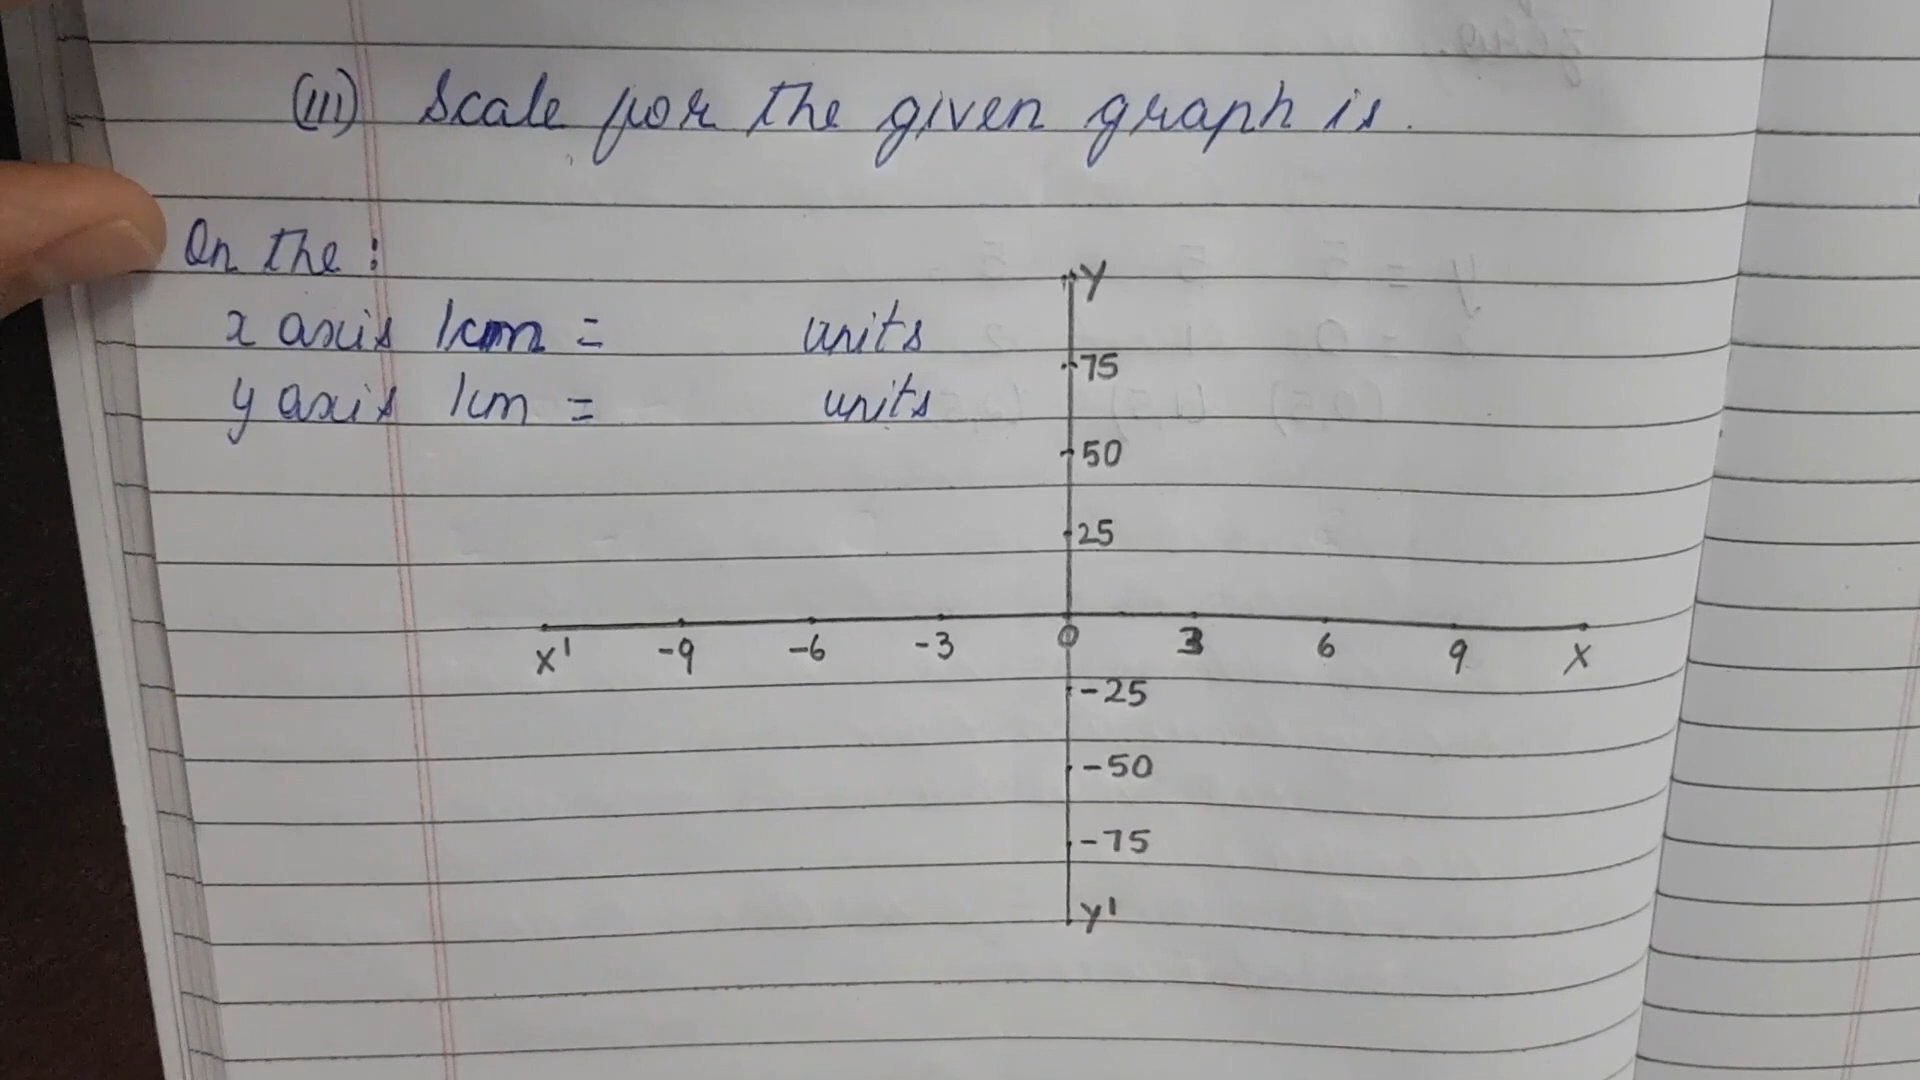 (III) Scale for the given graph is.
On the :
x axis 1cm = units
y axis 1cm = units
Y
75
50
25
X' -9 -6 -3 0 3 6 9 X
-25
-50
-75
Y'